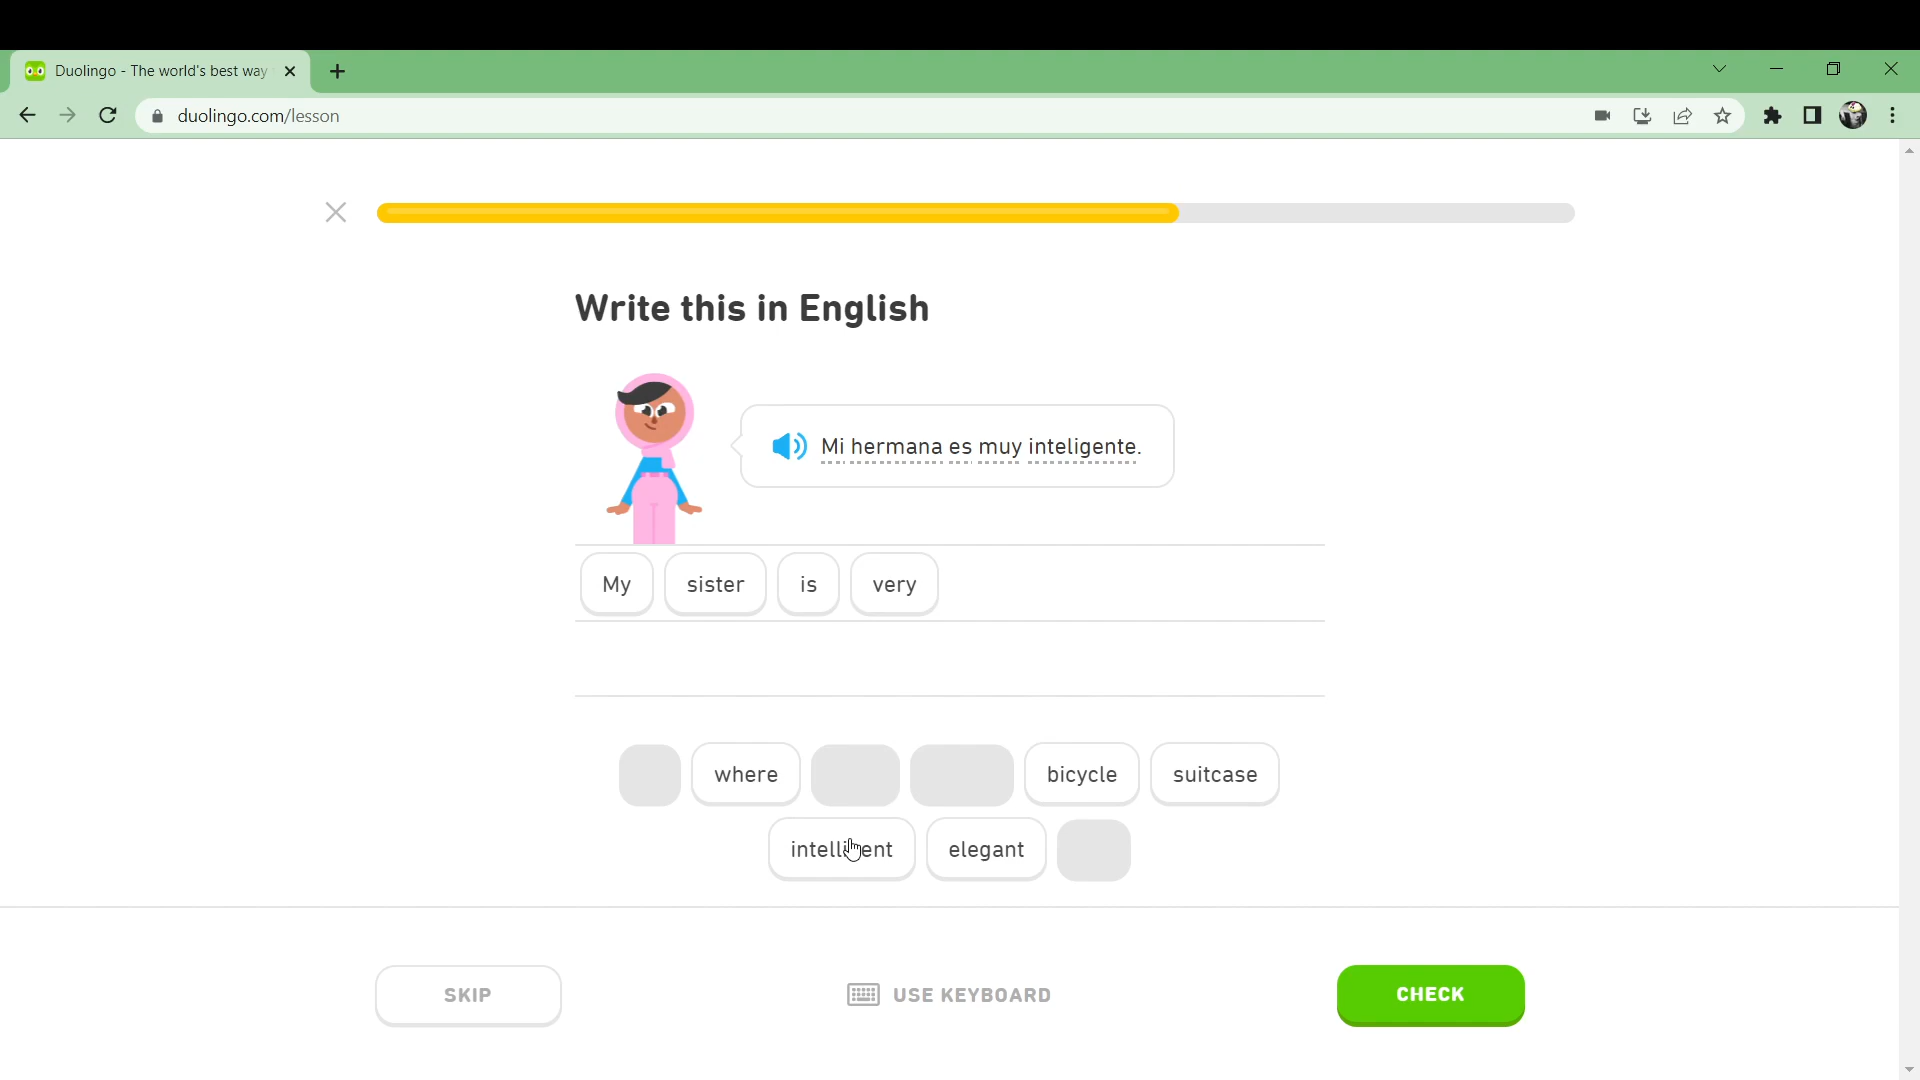 Duolingo - The world's best way
duolingo.com/lesson
Write this in English
Mi hermana es muy inteligente.
My sister is very
where bicycle suitcase
intelligent elegant
SKIP USE KEYBOARD CHECK